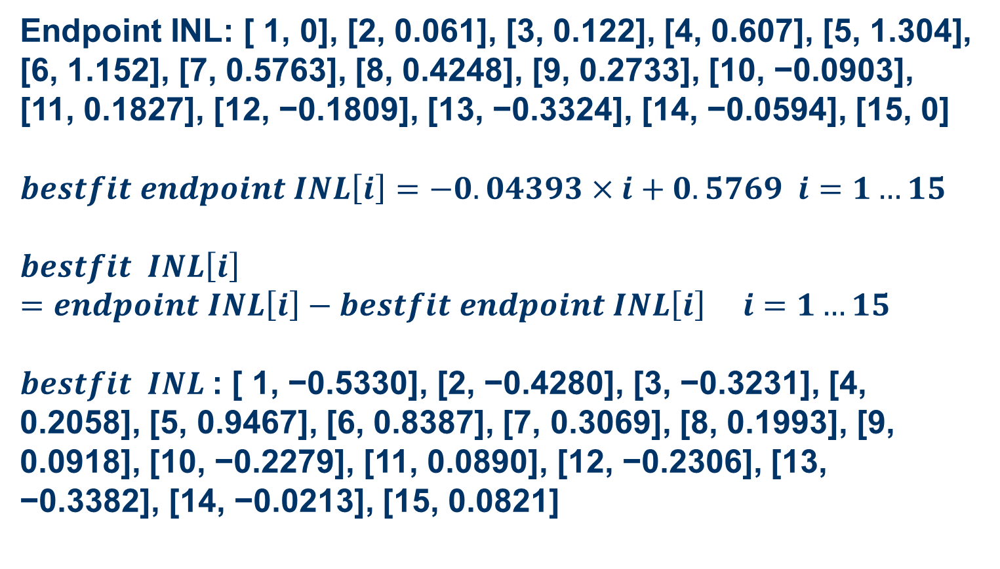 Endpoint INL: [ 1, 0], [2, 0.061], [3, 0.122], [4, 0.607], [5, 1.304],
[6, 1.152], [7, 0.5763], [8, 0.4248], [9, 0.2733], [10, −0.0903],
[11, 0.1827], [12, −0.1809], [13, −0.3324], [14, −0.0594], [15, 0]
bestfit endpoint INL[i] = −0.04393 × i + 0.5769 i = 1 … 15
bestfit INL[i]
= endpoint INL[i] − bestfit endpoint INL[i] i = 1 … 15
bestfit INL : [ 1, −0.5330], [2, −0.4280], [3, −0.3231], [4,
0.2058], [5, 0.9467], [6, 0.8387], [7, 0.3069], [8, 0.1993], [9,
0.0918], [10, −0.2279], [11, 0.0890], [12, −0.2306], [13,
−0.3382], [14, −0.0213], [15, 0.0821]